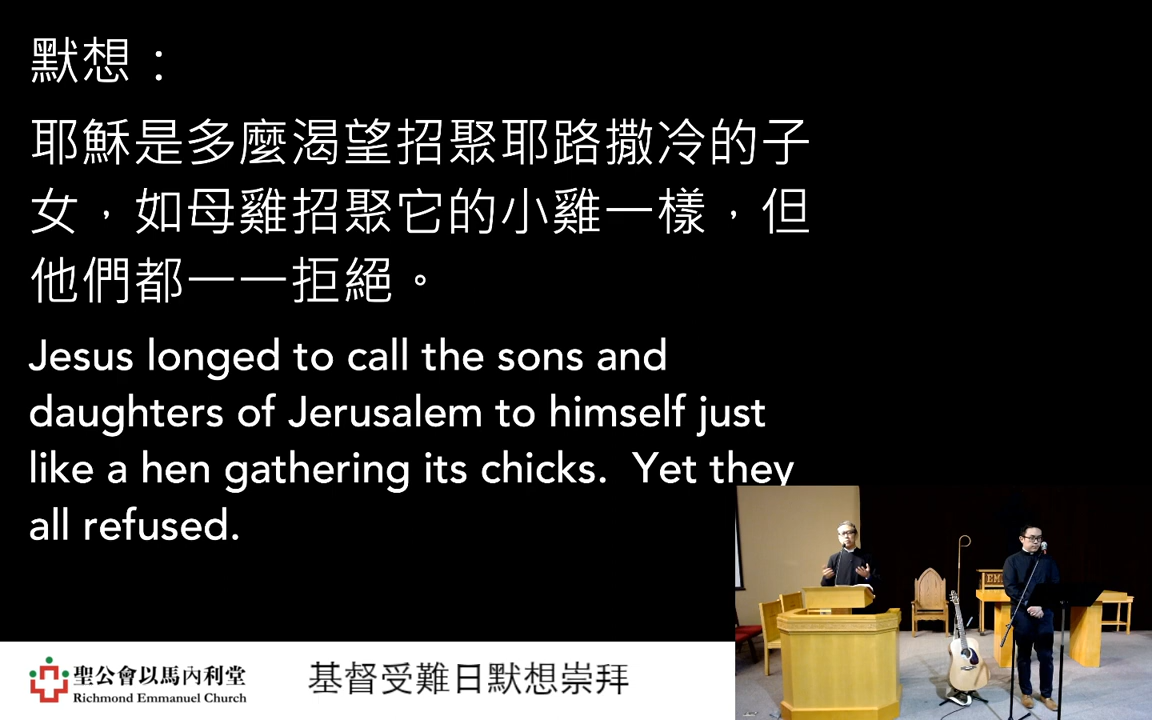 默想：
耶穌是多麼渴望招聚耶路撒冷的子
女，如母雞招聚它的小雞一樣，但
他們都一一拒絕。
Jesus longed to call the sons and
daughters of Jerusalem to himself just
like a hen gathering its chicks. Yet they
all refused.
聖公會以馬內利堂
Richmond Emmanuel Church
基督受難日默想崇拜